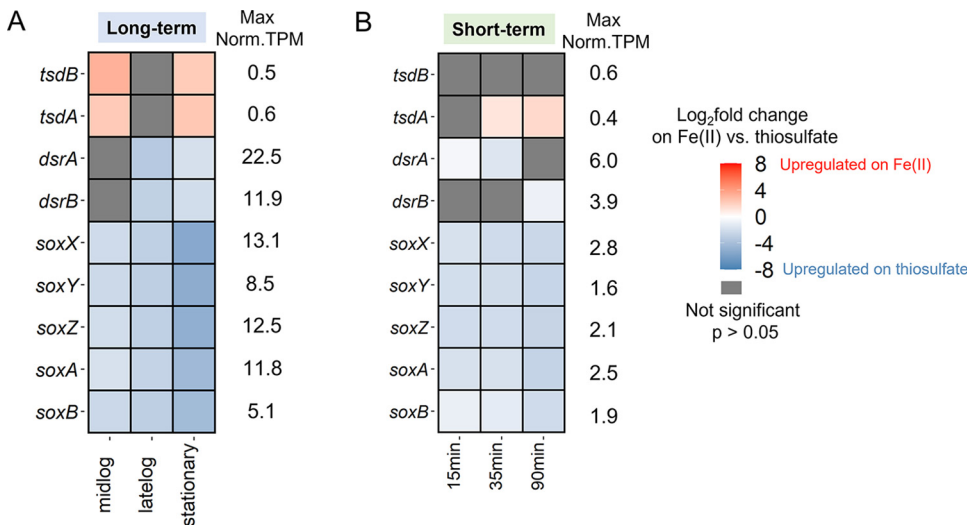 A
Long-term
Max
Norm.TPM
tsdB
0.5
tsdA
0.6
dsrA
22.5
dsrB
11.9
soxX
13.1
soxY
8.5
soxZ
12.5
soxA
11.8
soxB
5.1
midlog
latelog
stationary
B
Short-term
Max
Norm.TPM
tsdB
0.6
tsdA
0.4
dsrA
6.0
dsrB
3.9
soxX
2.8
soxY
1.6
soxZ
2.1
soxA
2.5
soxB
1.9
15min.
35min.
90min.
Log₂fold change
on Fe(II) vs. thiosulfate
8 Upregulated on Fe(II)
4
0
-4
-8 Upregulated on thiosulfate
Not significant
p > 0.05